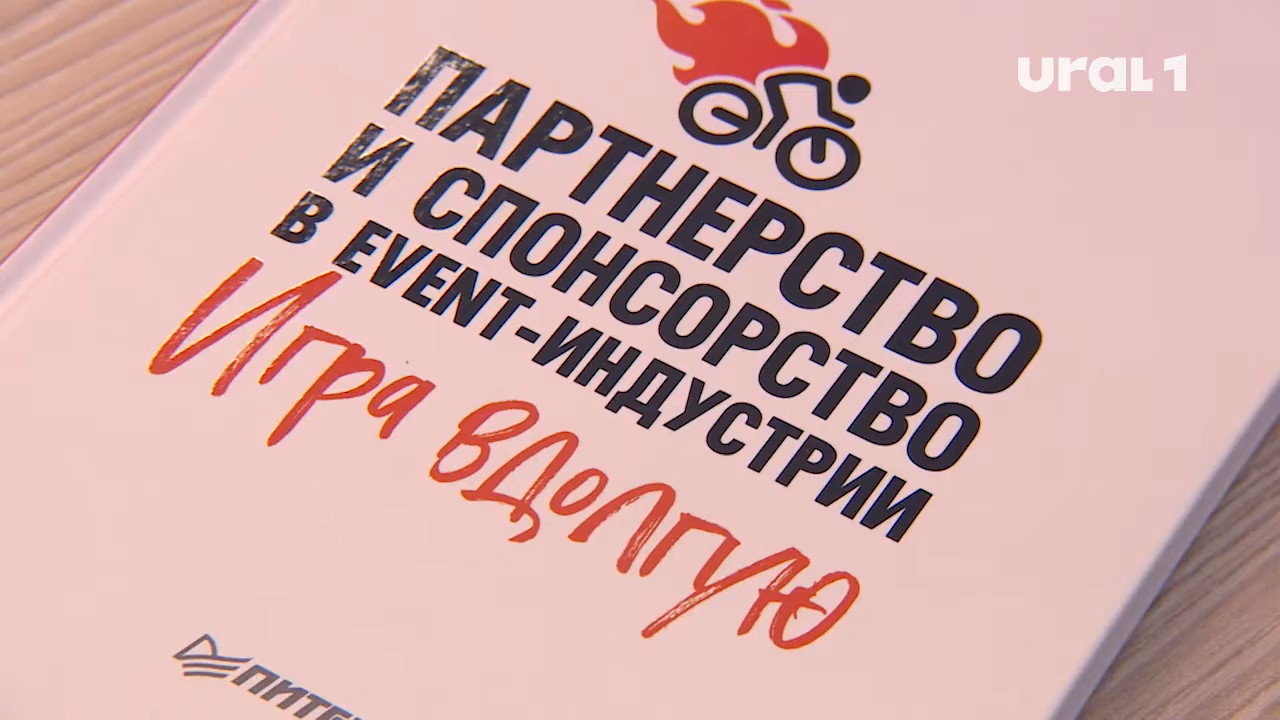 ural 1
ПАРТНЕРСТВО
И СПОНСОРСТВО
В EVENT-ИНДУСТРИИ
Игра вдолгую